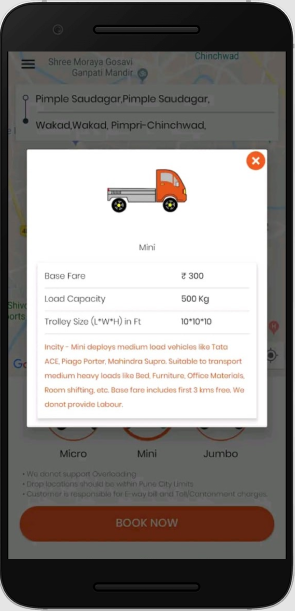 Chinchwad
Shree Moraya Gosavi
Ganpati Mandir
Pimple Saudagar,Pimple Saudagar,
Wakad,Wakad, Pimpri-Chinchwad,
Mini
Base Fare ₹ 300
Load Capacity 500 Kg
Trolley Size (L*W*H) in Ft 10*10*10
Incity - Mini deploys medium load vehicles like Tata
ACE, Piago Porter, Mohindra Supro. Suitable to transport
medium heavy loads like Bed, Furniture, Office Materials,
Room shifting, etc. Base fare includes first 3 kms free. We
donot provide Labour.
Micro Mini Jumbo
• We donot support Overloading
• Drop locations should be within Pune City Limits
• Customer is responsible for E-way bill and Toll/Cantonment charges
BOOK NOW